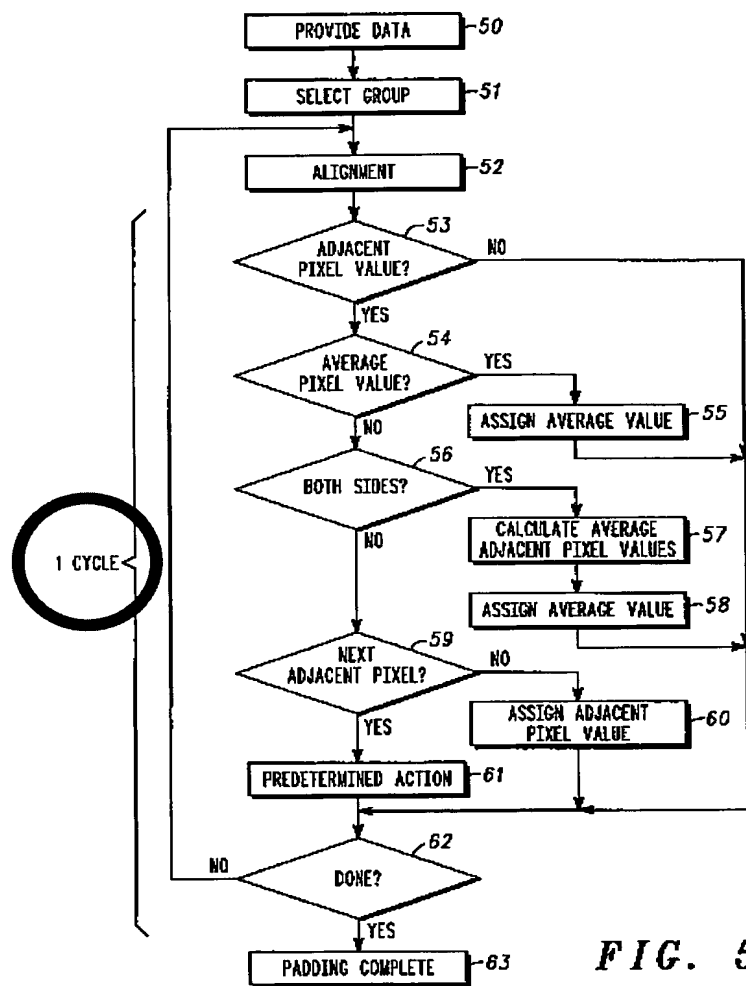 PROVIDE DATA
50
SELECT GROUP
51
ALIGNMENT
52
53
ADJACENT
PIXEL VALUE?
NO
YES
54
AVERAGE
PIXEL VALUE?
YES
ASSIGN AVERAGE VALUE
55
NO
56
BOTH SIDES?
YES
CALCULATE AVERAGE
ADJACENT PIXEL VALUES
57
1 CYCLE
NO
ASSIGN AVERAGE VALUE
58
59
NEXT
ADJACENT PIXEL?
NO
ASSIGN ADJACENT
PIXEL VALUE
60
YES
PREDETERMINED ACTION
61
62
NO
DONE?
YES
PADDING COMPLETE
63
FIG. 5